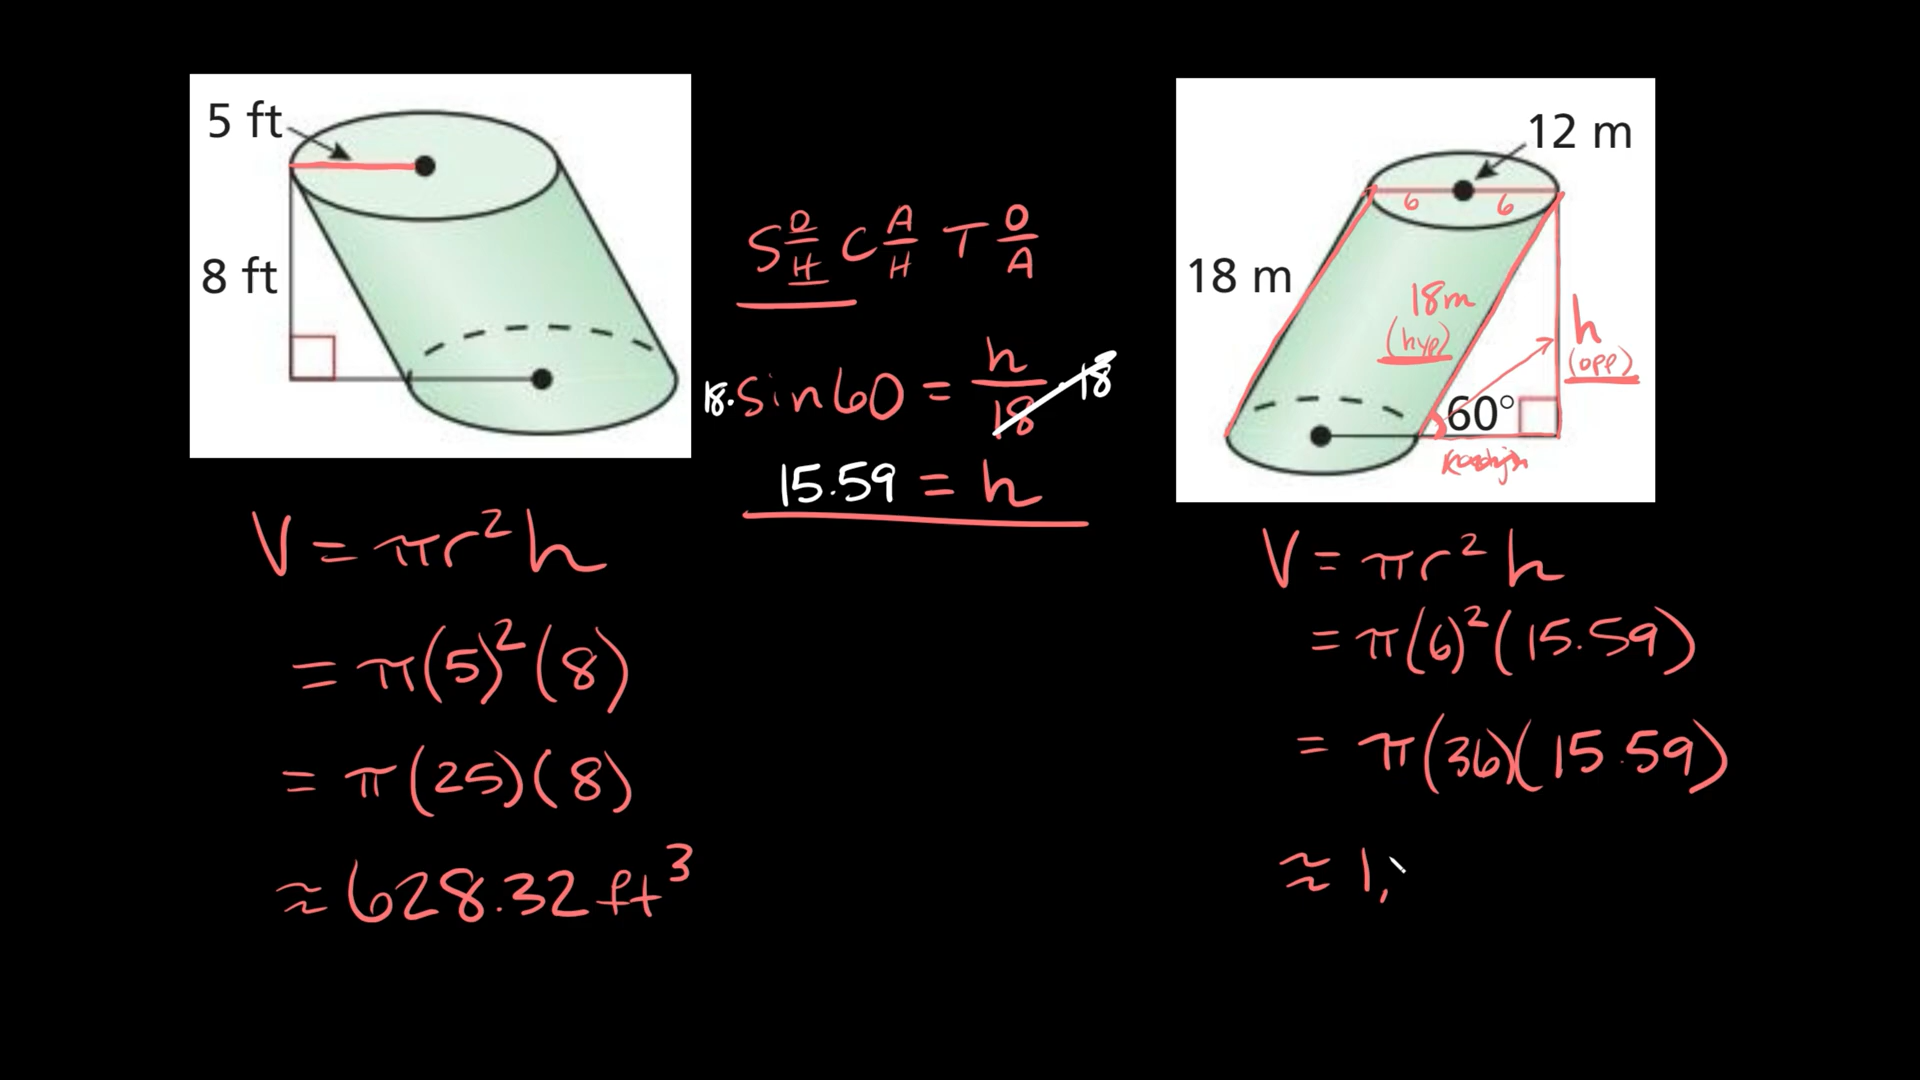 5 ft
8 ft
V = πr²h
= π(5)²(8)
= π(25)(8)
≈ 628.32 ft³
S O/H C A/H T O/A
18 · sin60 = h/18 · 18
15.59 = h
12 m
6 6
18 m
18m
(hyp)
h
(opp)
60°
V = πr²h
= π(6)²(15.59)
= π(36)(15.59)
≈ 1,